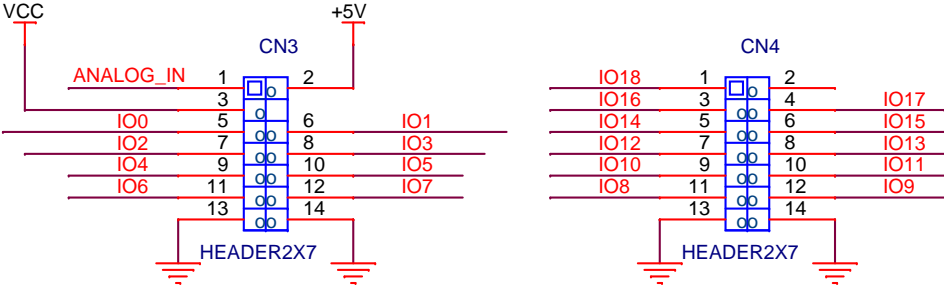 VCC +5V
CN3 CN4
ANALOG_IN 1 2 IO18 1 2
3 IO16 3 4 IO17
IO0 5 6 IO1 IO14 5 6 IO15
IO2 7 8 IO3 IO12 7 8 IO13
IO4 9 10 IO5 IO10 9 10 IO11
IO6 11 12 IO7 IO8 11 12 IO9
13 14 13 14
HEADER2X7 HEADER2X7